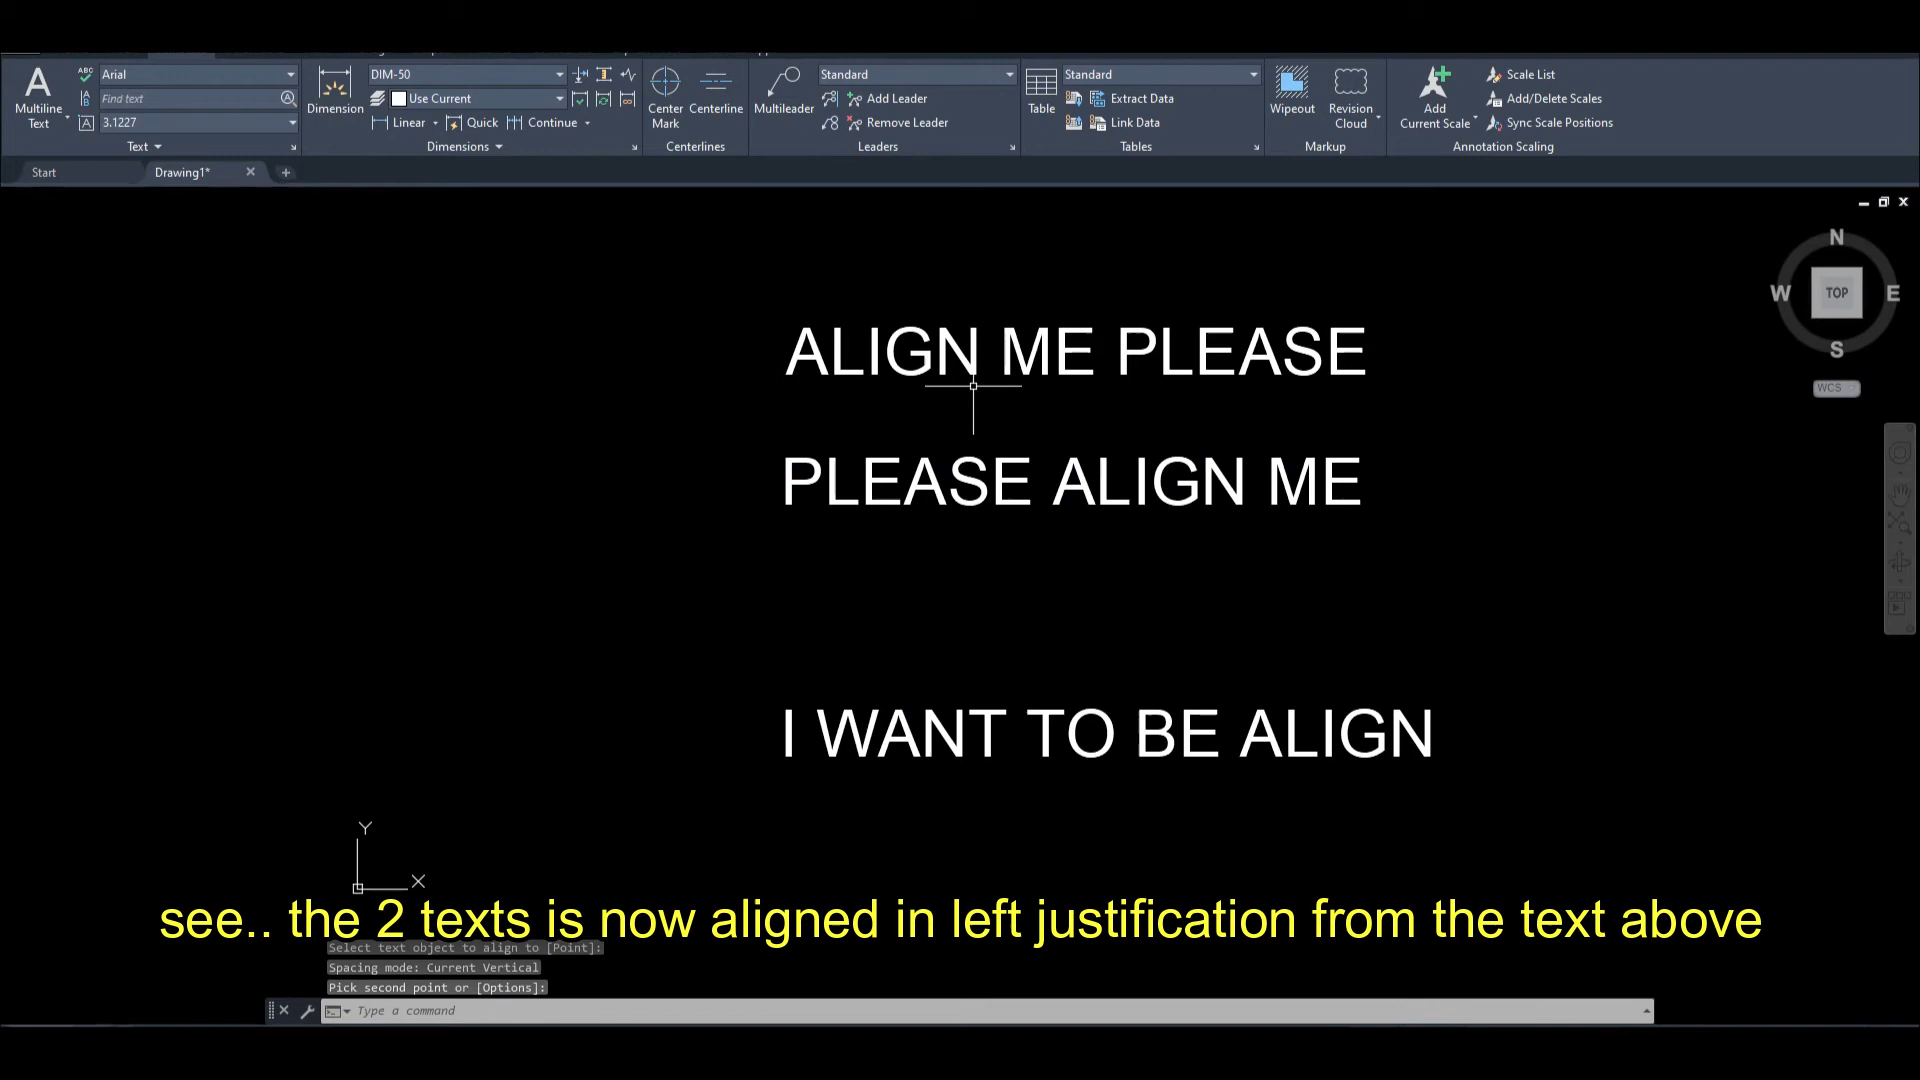 A Multiline Text
ABC Arial
Find text
3.1227
Text
Dimension
DIM-50
Use Current
Linear Quick Continue
Dimensions
Center Mark
Centerline
Centerlines
Multileader
Standard
Add Leader
Remove Leader
Leaders
Table
Standard
Extract Data
Link Data
Tables
Wipeout
Revision Cloud
Markup
Add Current Scale
Scale List
Add/Delete Scales
Sync Scale Positions
Annotation Scaling
Start Drawing1*
N
W TOP E
S
WCS
ALIGN ME PLEASE
PLEASE ALIGN ME
I WANT TO BE ALIGN
Y
X
see.. the 2 texts is now aligned in left justification from the text above
Select text object to align to [Point]:
Spacing mode: Current Vertical
Pick second point or [Options]:
Type a command